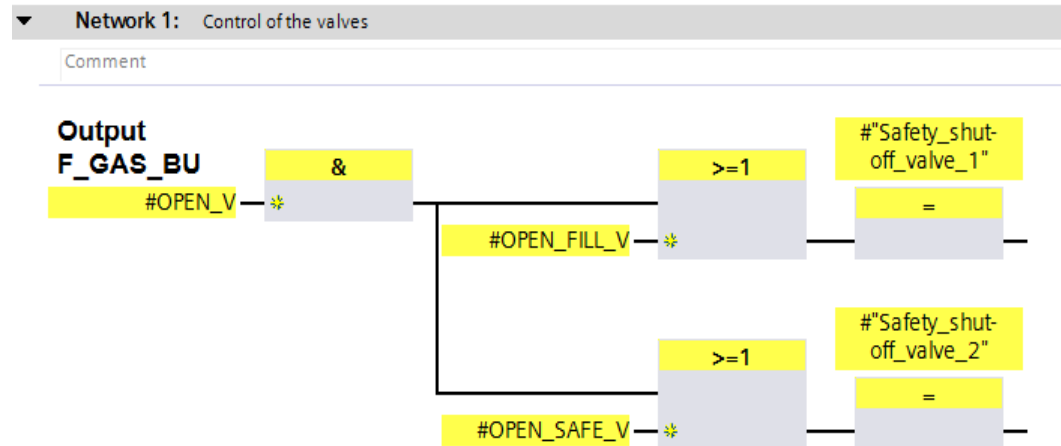 Network 1: Control of the valves
Comment
Output
F_GAS_BU
#OPEN_V
&
>=1
#OPEN_FILL_V
#"Safety_shut-
off_valve_1"
=
>=1
#OPEN_SAFE_V
#"Safety_shut-
off_valve_2"
=